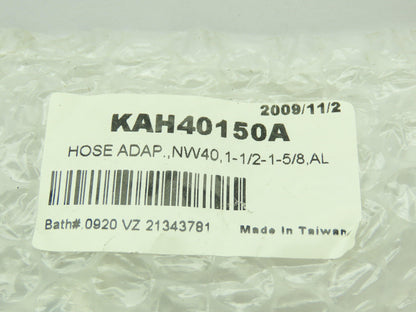 2009/11/2
KAH40150A
HOSE ADAP.,NW40,1-1/2-1-5/8,AL
Bath#.0920 VZ 21343781 Made In Taiwan